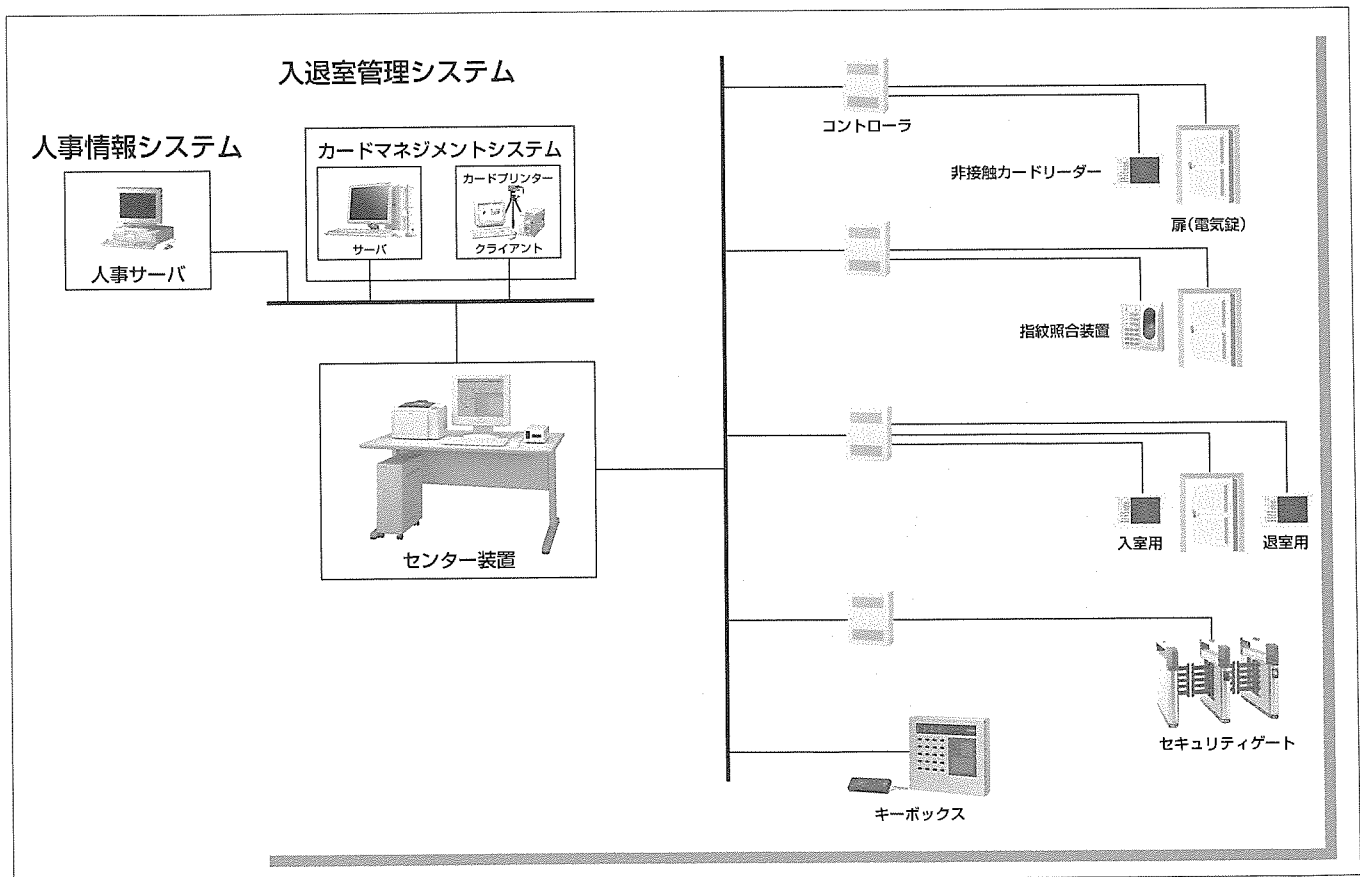 入退室管理システム
人事情報システム
人事サーバ
カードマネジメントシステム
サーバ
カードプリンター
クライアント
センター装置
コントローラ
非接触カードリーダー
扉(電気錠)
指紋照合装置
入室用
退室用
セキュリティゲート
キーボックス